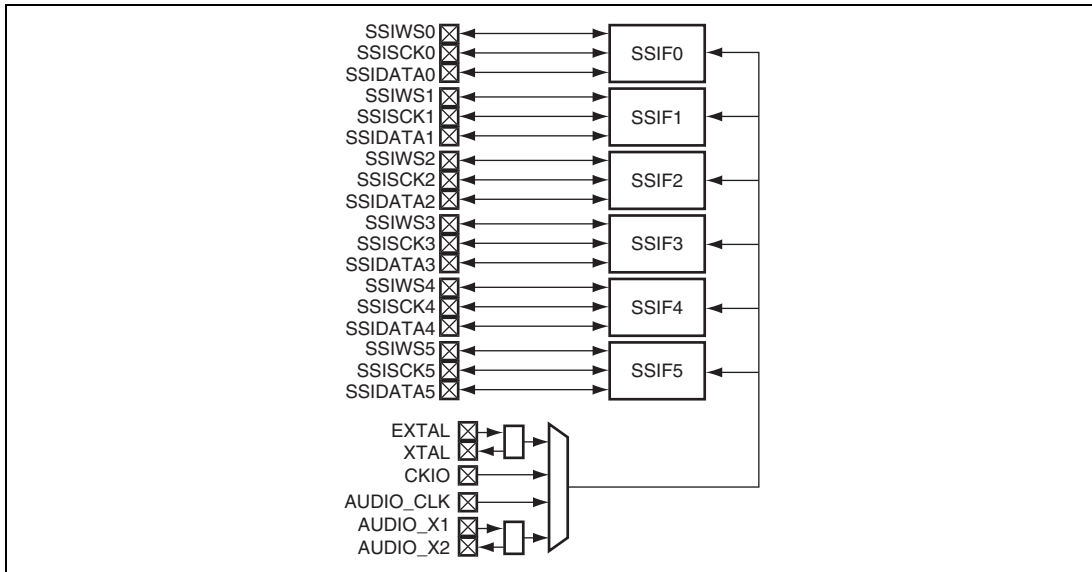 SSIWS0
SSISCK0
SSIDATA0
SSIF0
SSIWS1
SSISCK1
SSIDATA1
SSIF1
SSIWS2
SSISCK2
SSIDATA2
SSIF2
SSIWS3
SSISCK3
SSIDATA3
SSIF3
SSIWS4
SSISCK4
SSIDATA4
SSIF4
SSIWS5
SSISCK5
SSIDATA5
SSIF5
EXTAL
XTAL
CKIO
AUDIO_CLK
AUDIO_X1
AUDIO_X2